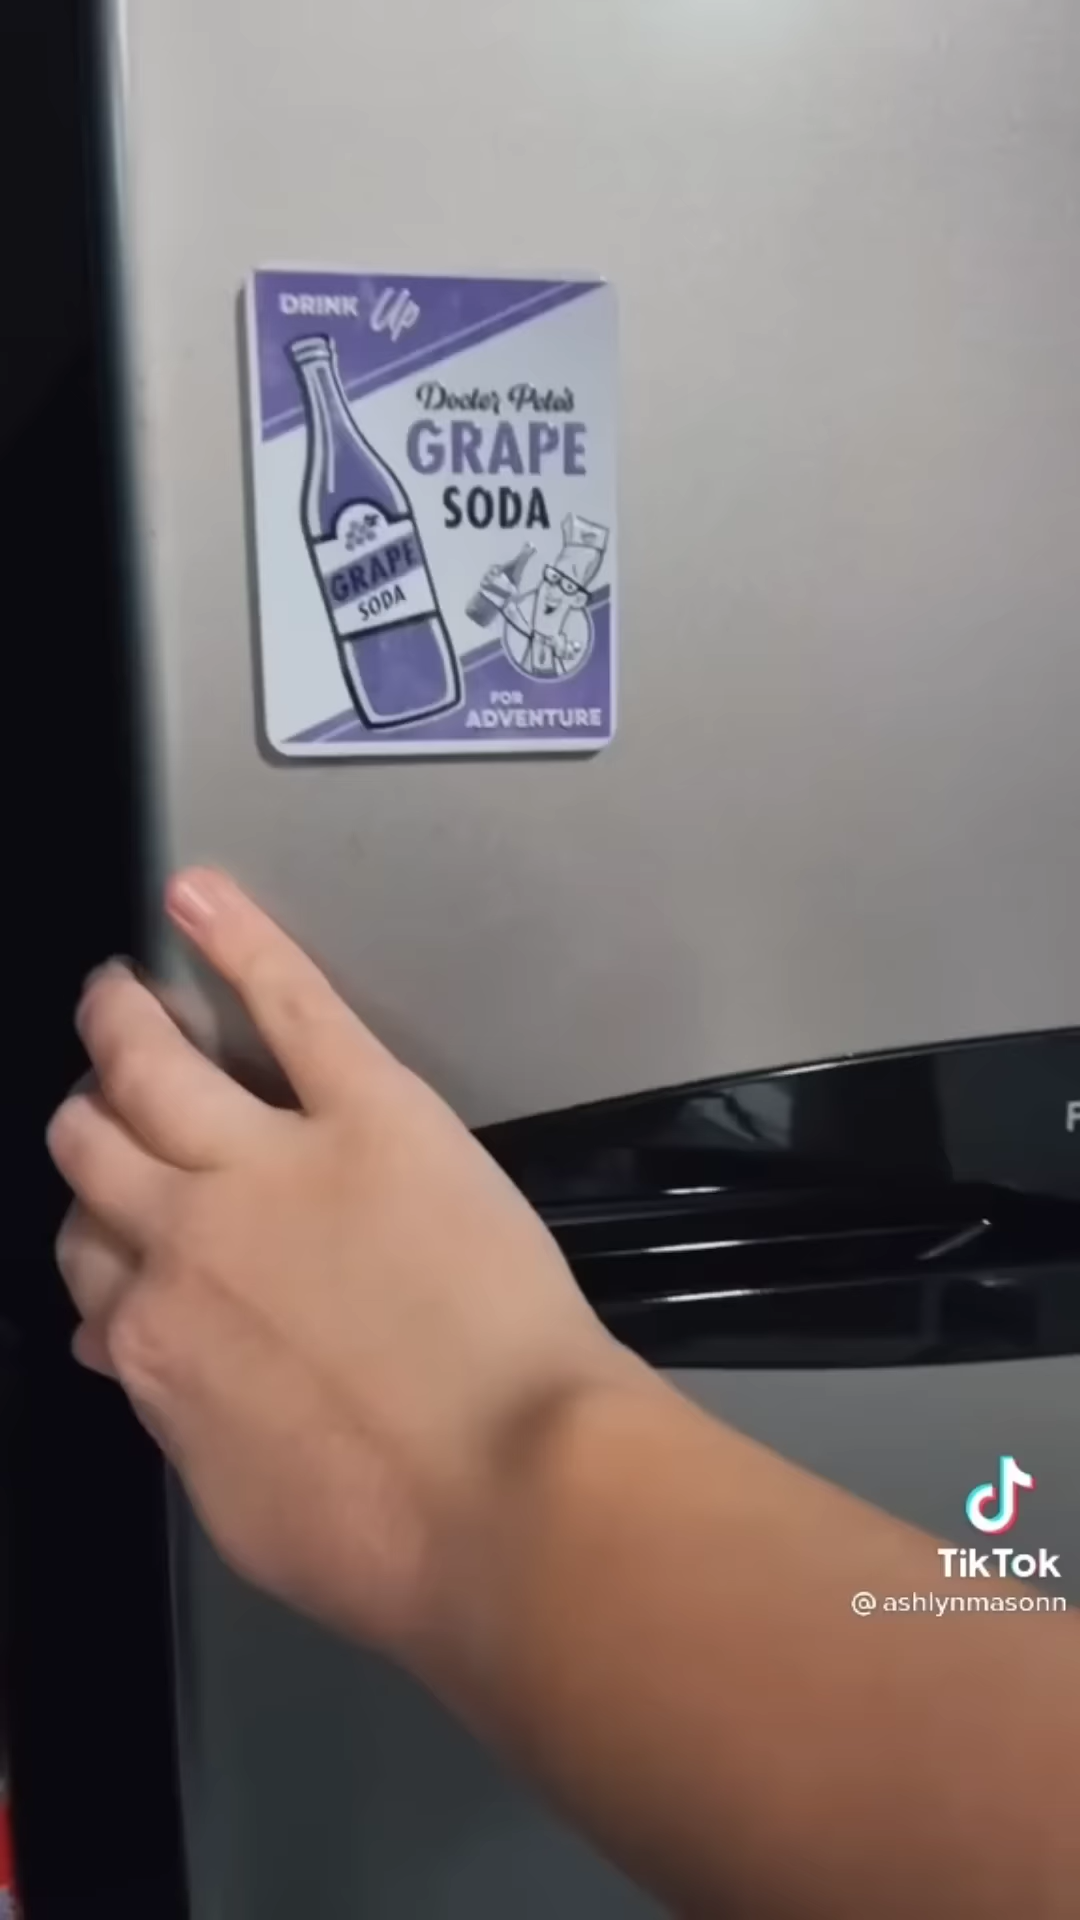 DRINK Up
Doctor Pete's
GRAPE
SODA
GRAPE
SODA
FOR
ADVENTURE
F
TikTok
@ashlynmasonn